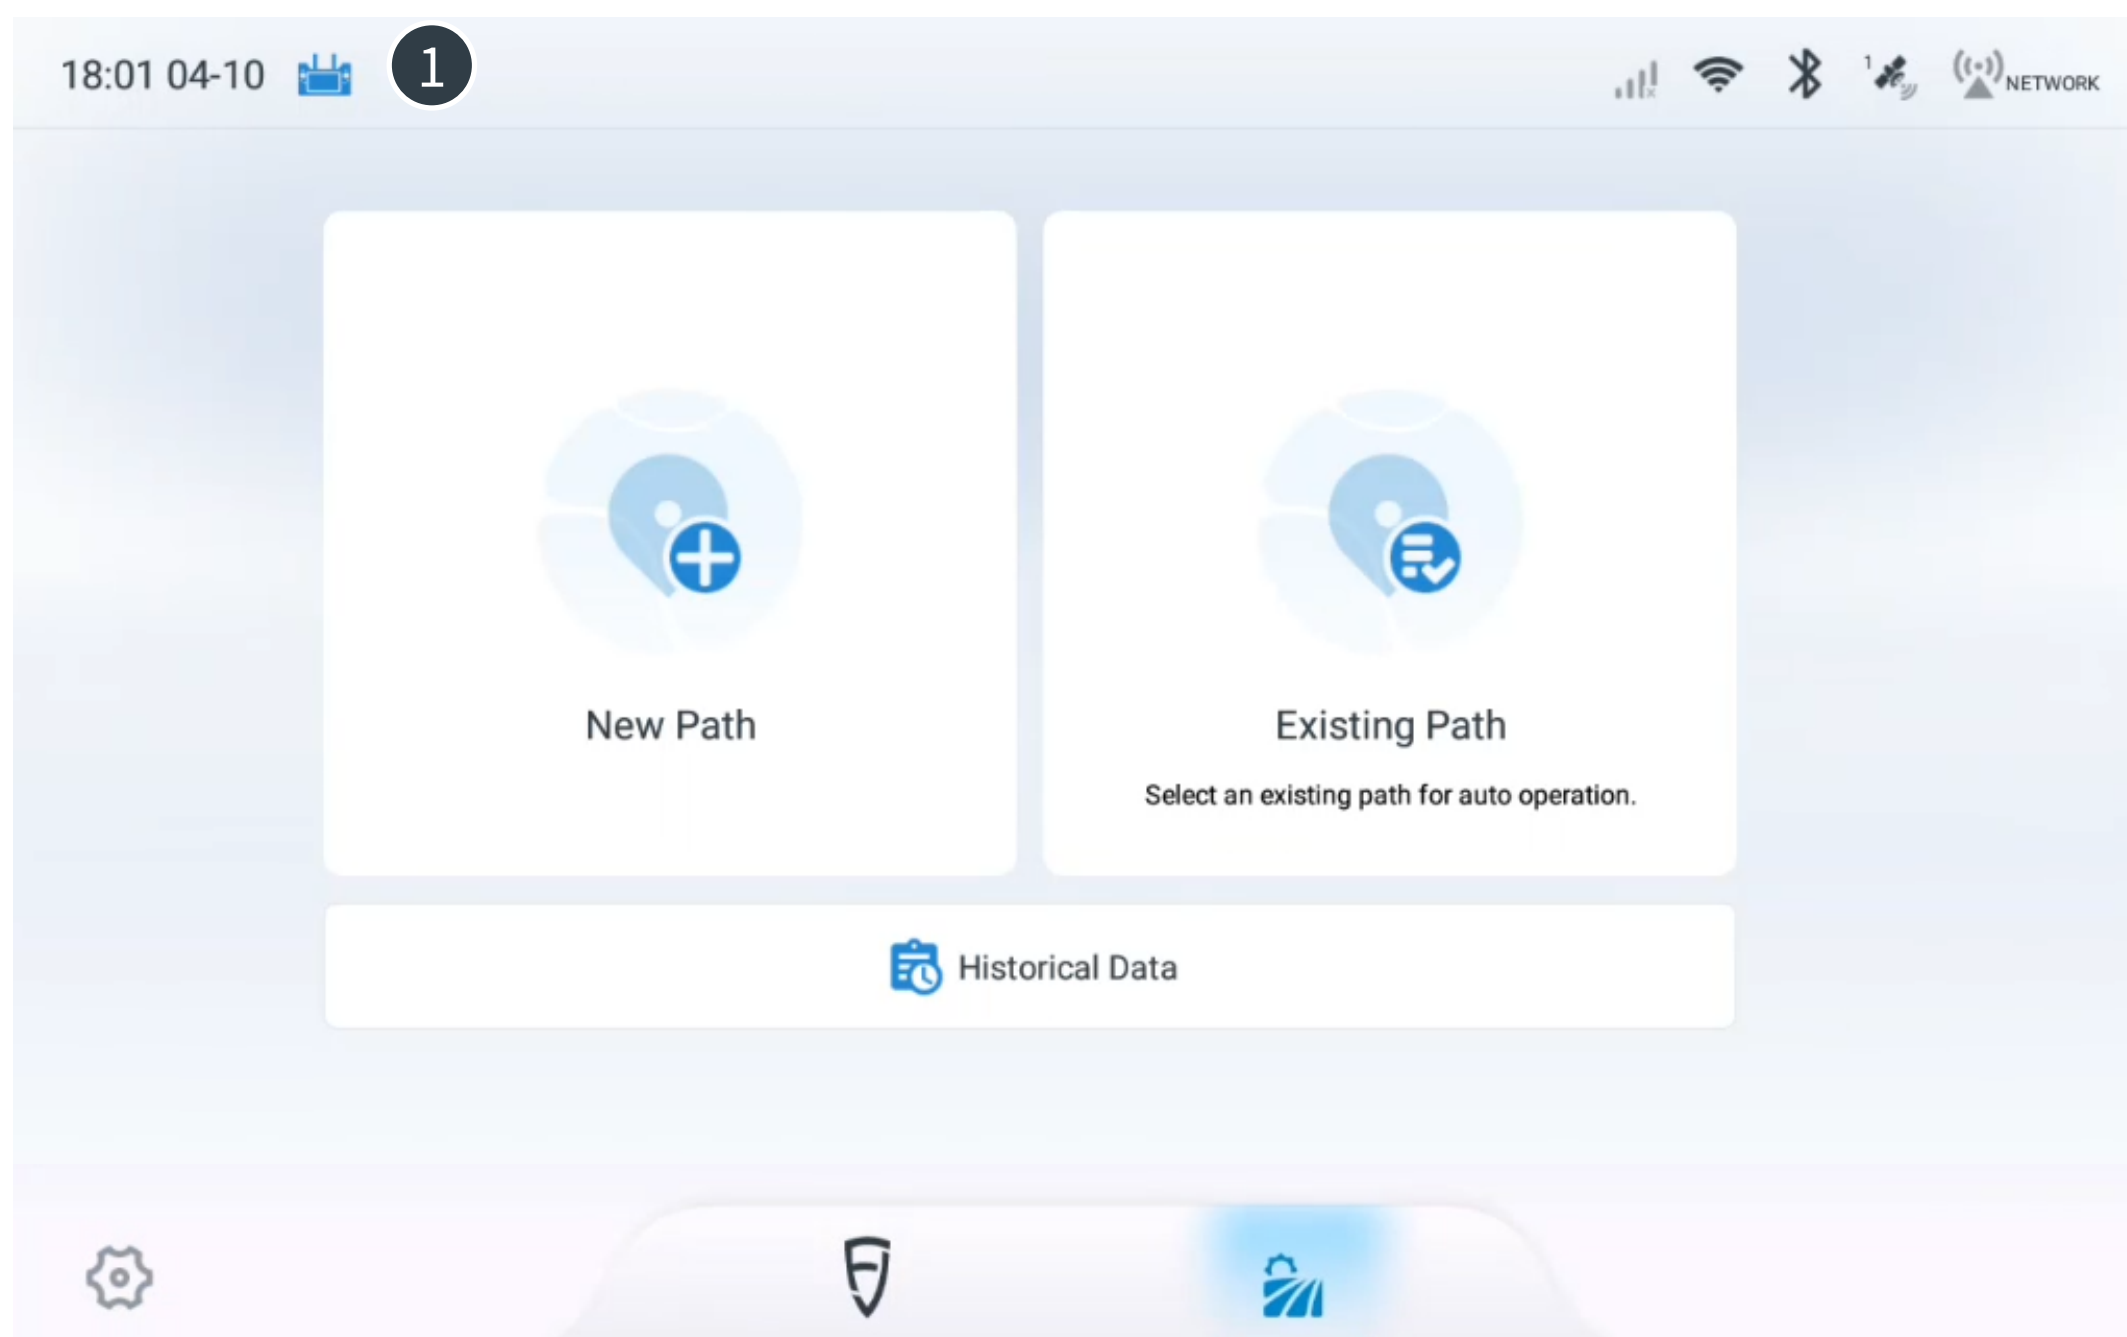 18:01 04-10 1
1 NETWORK
New Path
Existing Path
Select an existing path for auto operation.
Historical Data